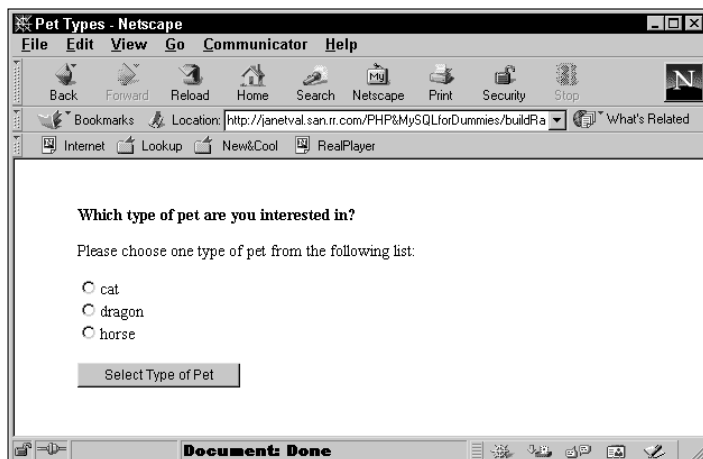 Pet Types - Netscape
File Edit View Go Communicator Help
Back Forward Reload Home Search Netscape Print Security Stop
My
N
Bookmarks Location: http://janetval.san.rr.com/PHP&MySQLforDummies/buildRa What's Related
Internet Lookup New&Cool RealPlayer
Which type of pet are you interested in?
Please choose one type of pet from the following list:
cat
dragon
horse
Select Type of Pet
Document: Done